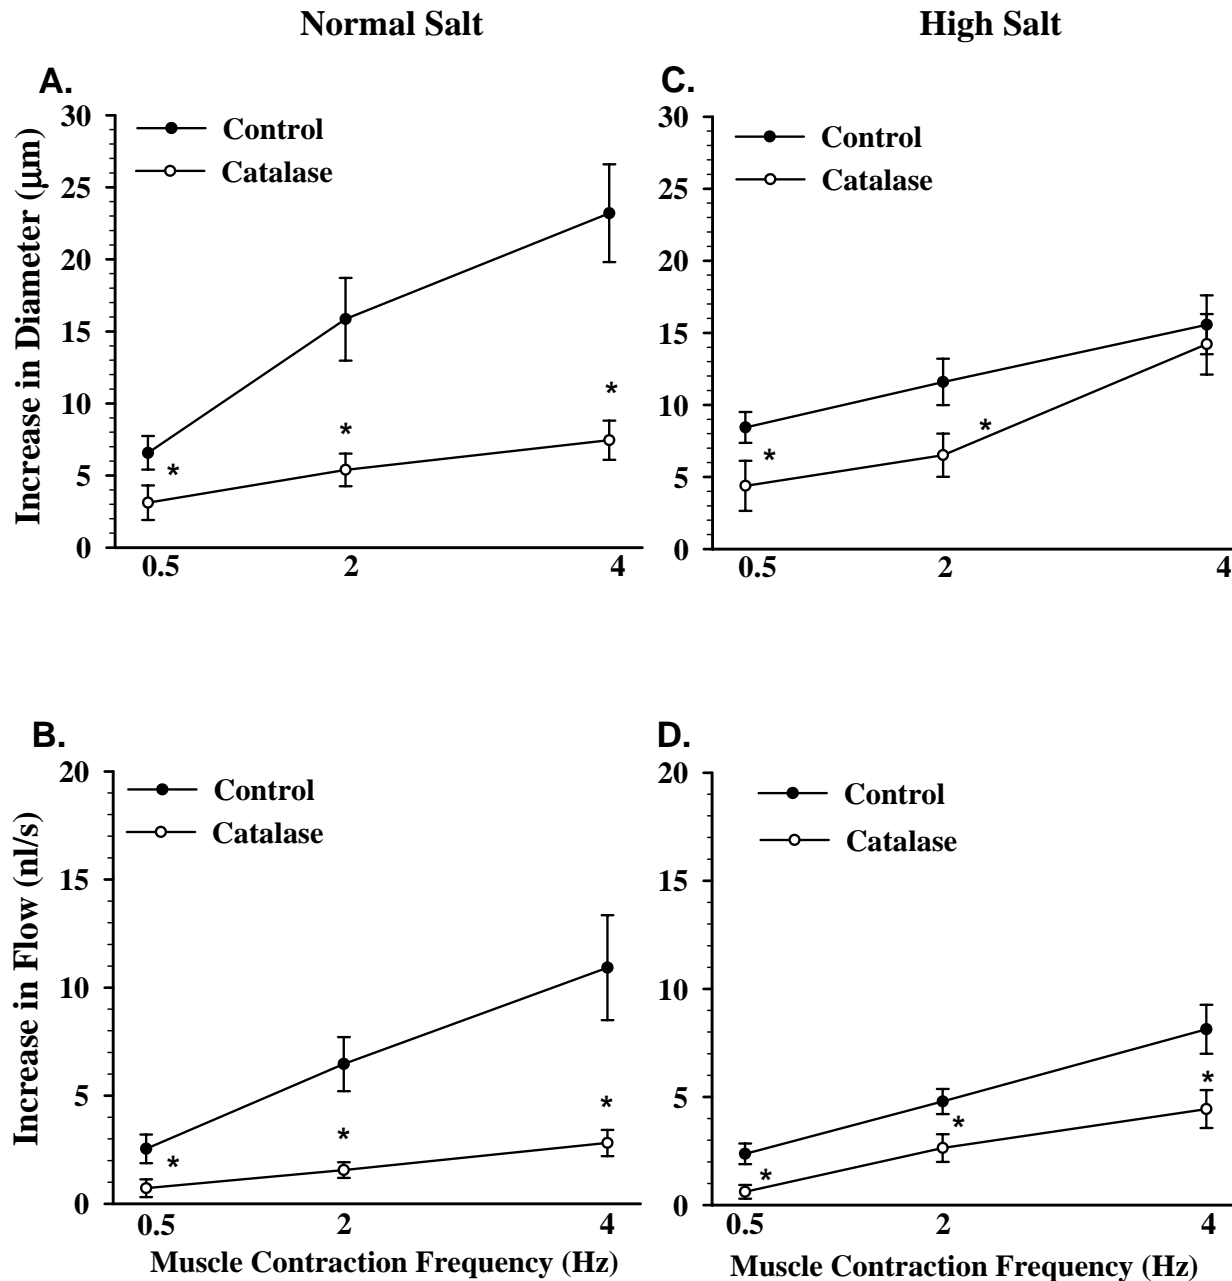 Normal Salt
High Salt
A.
Increase in Diameter (μm)
30
25
20
15
10
5
0
Control
Catalase
*
*
*
0.5
2
4
C.
30
25
20
15
10
5
0
Control
Catalase
*
*
0.5
2
4
B.
Increase in Flow (nl/s)
20
15
10
5
0
Control
Catalase
*
*
*
0.5
2
4
Muscle Contraction Frequency (Hz)
D.
20
15
10
5
0
Control
Catalase
*
*
*
0.5
2
4
Muscle Contraction Frequency (Hz)